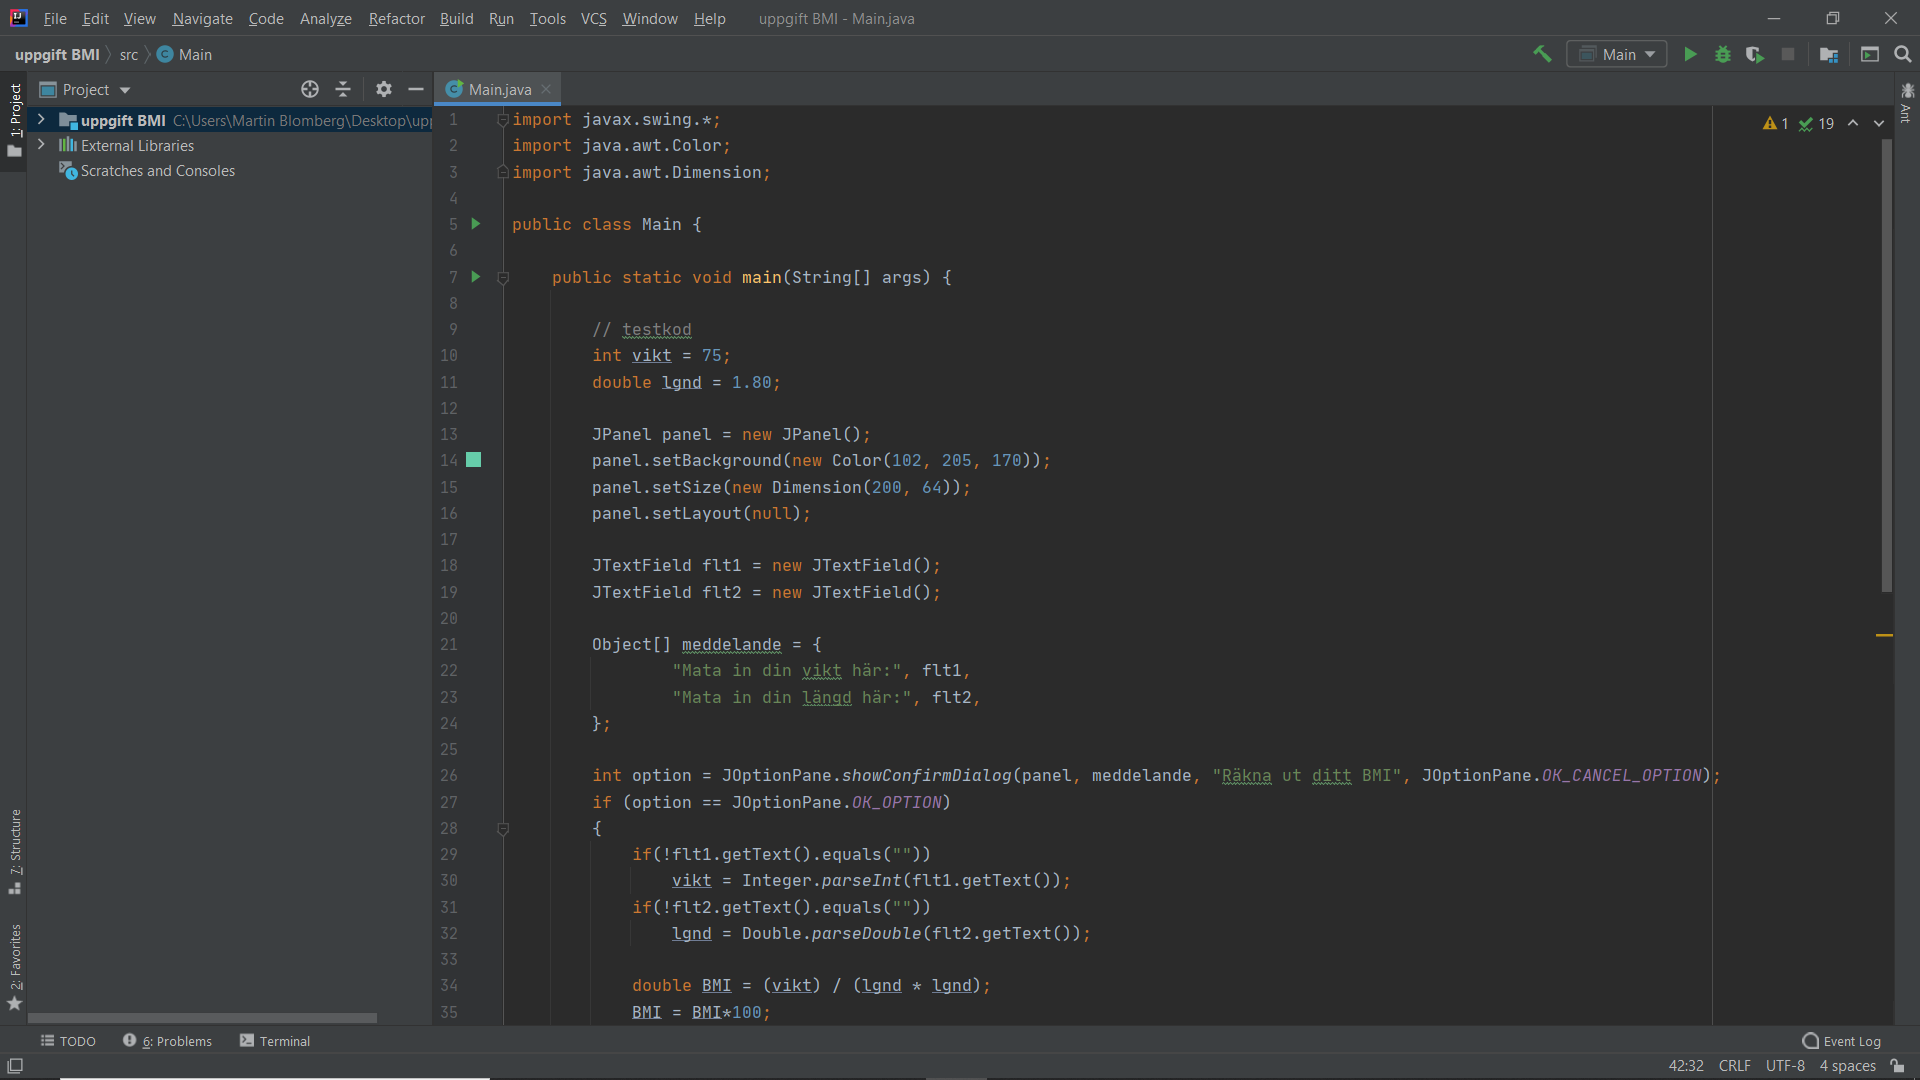 File Edit View Navigate Code Analyze Refactor Build Run Tools VCS Window Help uppgift BMI - Main.java
uppgift BMI src Main
Main
Project
Main.java
1: Project
uppgift BMI C:\Users\Martin Blomberg\Desktop\upp
External Libraries
Scratches and Consoles
7: Structure
2: Favorites
1 19
Ant
1 import javax.swing.*;
2 import java.awt.Color;
3 import java.awt.Dimension;
4
5 public class Main {
6
7 public static void main(String[] args) {
8
9 // testkod
10 int vikt = 75;
11 double lgnd = 1.80;
12
13 JPanel panel = new JPanel();
14 panel.setBackground(new Color(102, 205, 170));
15 panel.setSize(new Dimension(200, 64));
16 panel.setLayout(null);
17
18 JTextField flt1 = new JTextField();
19 JTextField flt2 = new JTextField();
20
21 Object[] meddelande = {
22 "Mata in din vikt här:", flt1,
23 "Mata in din längd här:", flt2,
24 };
25
26 int option = JOptionPane.showConfirmDialog(panel, meddelande, "Räkna ut ditt BMI", JOptionPane.OK_CANCEL_OPTION);
27 if (option == JOptionPane.OK_OPTION)
28 {
29 if(!flt1.getText().equals(""))
30 vikt = Integer.parseInt(flt1.getText());
31 if(!flt2.getText().equals(""))
32 lgnd = Double.parseDouble(flt2.getText());
33
34 double BMI = (vikt) / (lgnd * lgnd);
35 BMI = BMI*100;
TODO 6: Problems Terminal Event Log
42:32 CRLF UTF-8 4 spaces